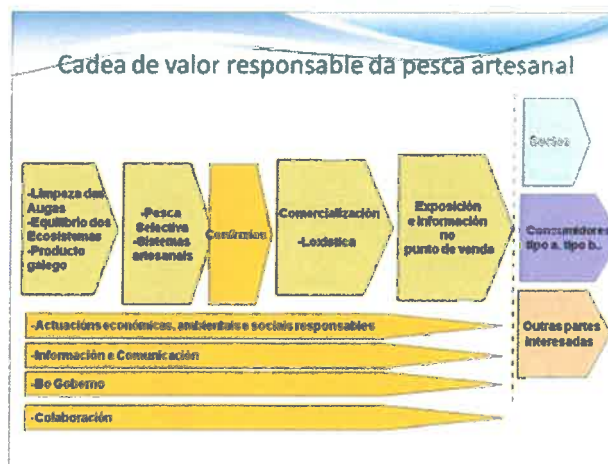 Cadea de valor responsable da pesca artesanal
-Limpeza das
Augas
-Equilibrio dos
Ecosistemas
-Producto
galego
-Pesca
Selectiva
-Sistemas
artesanais
Comercialización
-Loxística
Exposición
e información
no
punto de venda
Socios
Consumidores
tipo a, tipo b..
Outras partes
interesadas
-Actuacións económicas, ambientais e sociais responsables
-Información e Comunicación
-Bo Goberno
-Colaboración